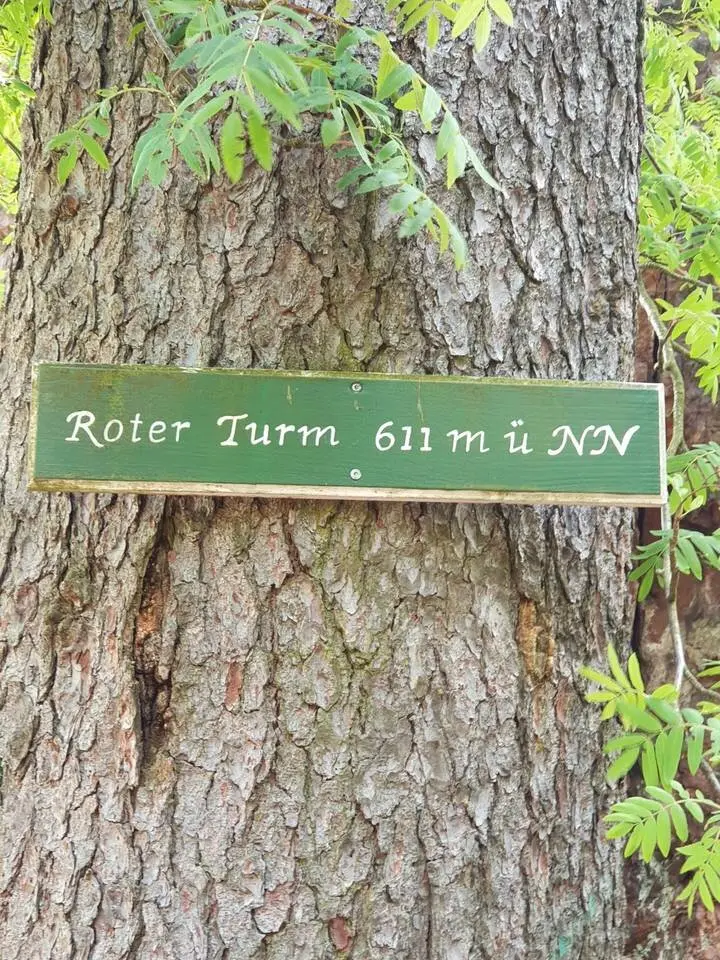 Roter Turm 611 m ü NN